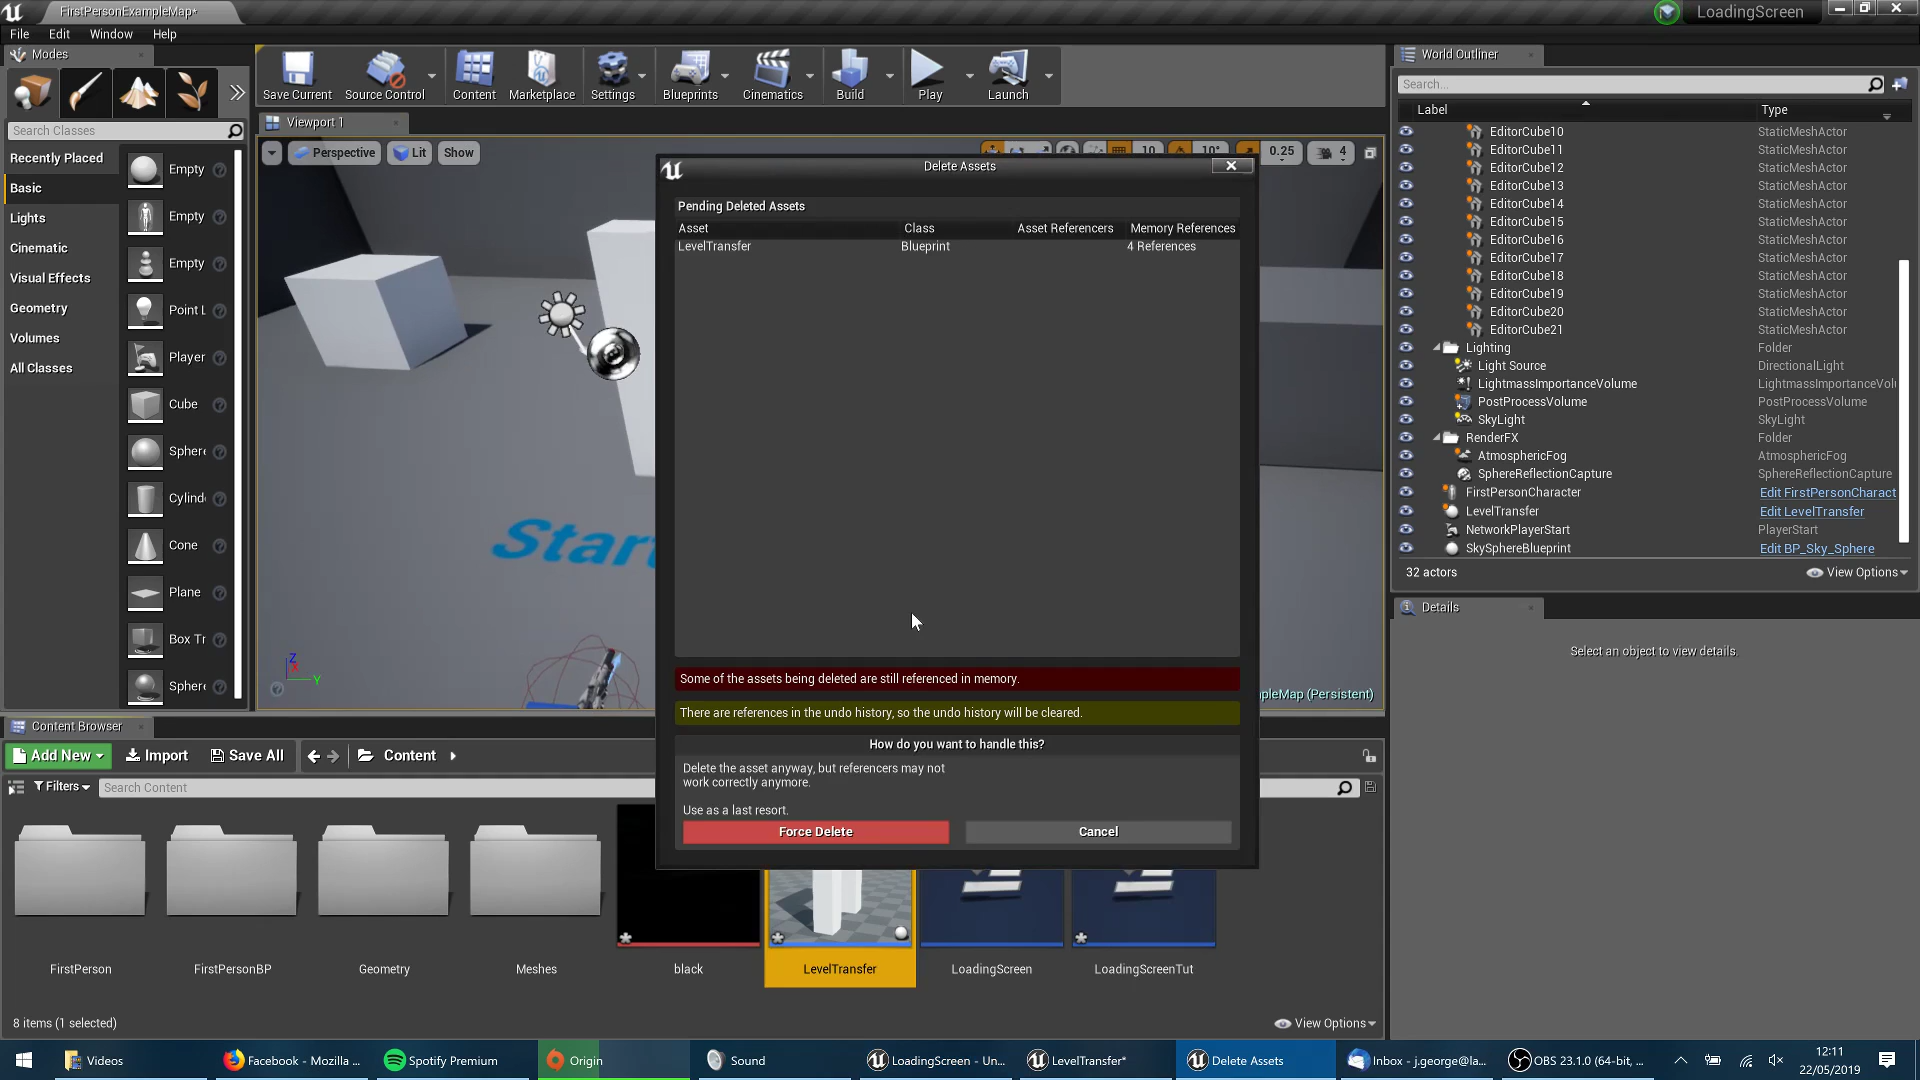 FirstPersonExampleMap*
LoadingScreen
File Edit Window Help
Modes
Save Current
Source Control
Content
Marketplace
Settings
Blueprints
Cinematics
Build
Play
Launch
World Outliner
Search...
Label Type
Search Classes
Viewport 1
Recently Placed
Basic
Lights
Cinematic
Visual Effects
Geometry
Volumes
All Classes
Empty
Empty
Empty
Point L
Player
Cube
Sphere
Cylind
Cone
Plane
Box Tr
Sphere
Perspective Lit Show
10 10° 0.25 4
Start
Z
X
Y
Delete Assets
Pending Deleted Assets
Asset Class Asset Referencers Memory References
LevelTransfer Blueprint 4 References
Some of the assets being deleted are still referenced in memory.
There are references in the undo history, so the undo history will be cleared.
How do you want to handle this?
Delete the asset anyway, but referencers may not
work correctly anymore.
Use as a last resort.
Force Delete Cancel
pleMap (Persistent)
EditorCube10 StaticMeshActor
EditorCube11 StaticMeshActor
EditorCube12 StaticMeshActor
EditorCube13 StaticMeshActor
EditorCube14 StaticMeshActor
EditorCube15 StaticMeshActor
EditorCube16 StaticMeshActor
EditorCube17 StaticMeshActor
EditorCube18 StaticMeshActor
EditorCube19 StaticMeshActor
EditorCube20 StaticMeshActor
EditorCube21 StaticMeshActor
Lighting Folder
Light Source DirectionalLight
LightmassImportanceVolume LightmassImportanceVolu
PostProcessVolume PostProcessVolume
SkyLight SkyLight
RenderFX Folder
AtmosphericFog AtmosphericFog
SphereReflectionCapture SphereReflectionCapture
FirstPersonCharacter Edit FirstPersonCharact
LevelTransfer Edit LevelTransfer
NetworkPlayerStart PlayerStart
SkySphereBlueprint Edit BP_Sky_Sphere
32 actors View Options
Details
Select an object to view details.
Content Browser
Add New Import Save All Content
Filters Search Content
FirstPerson
FirstPersonBP
Geometry
Meshes
black
LevelTransfer
LoadingScreen
LoadingScreenTut
8 items (1 selected) View Options
Videos
Facebook - Mozilla ...
Spotify Premium
Origin
Sound
LoadingScreen - Un...
LevelTransfer*
Delete Assets
Inbox - j.george@la...
OBS 23.1.0 (64-bit, ...
12:11
22/05/2019